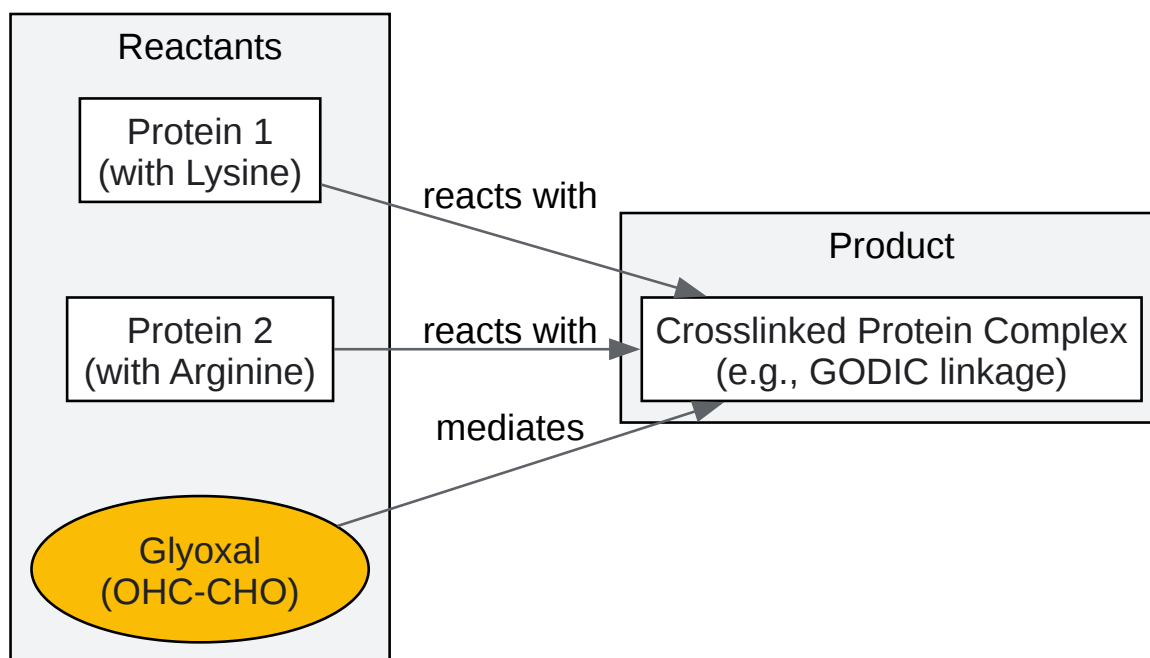 Reactants
Protein 1
(with Lysine)
reacts with
Product
Protein 2
(with Arginine)
reacts with
Crosslinked Protein Complex
(e.g., GODIC linkage)
mediates
Glyoxal
(OHC-CHO)